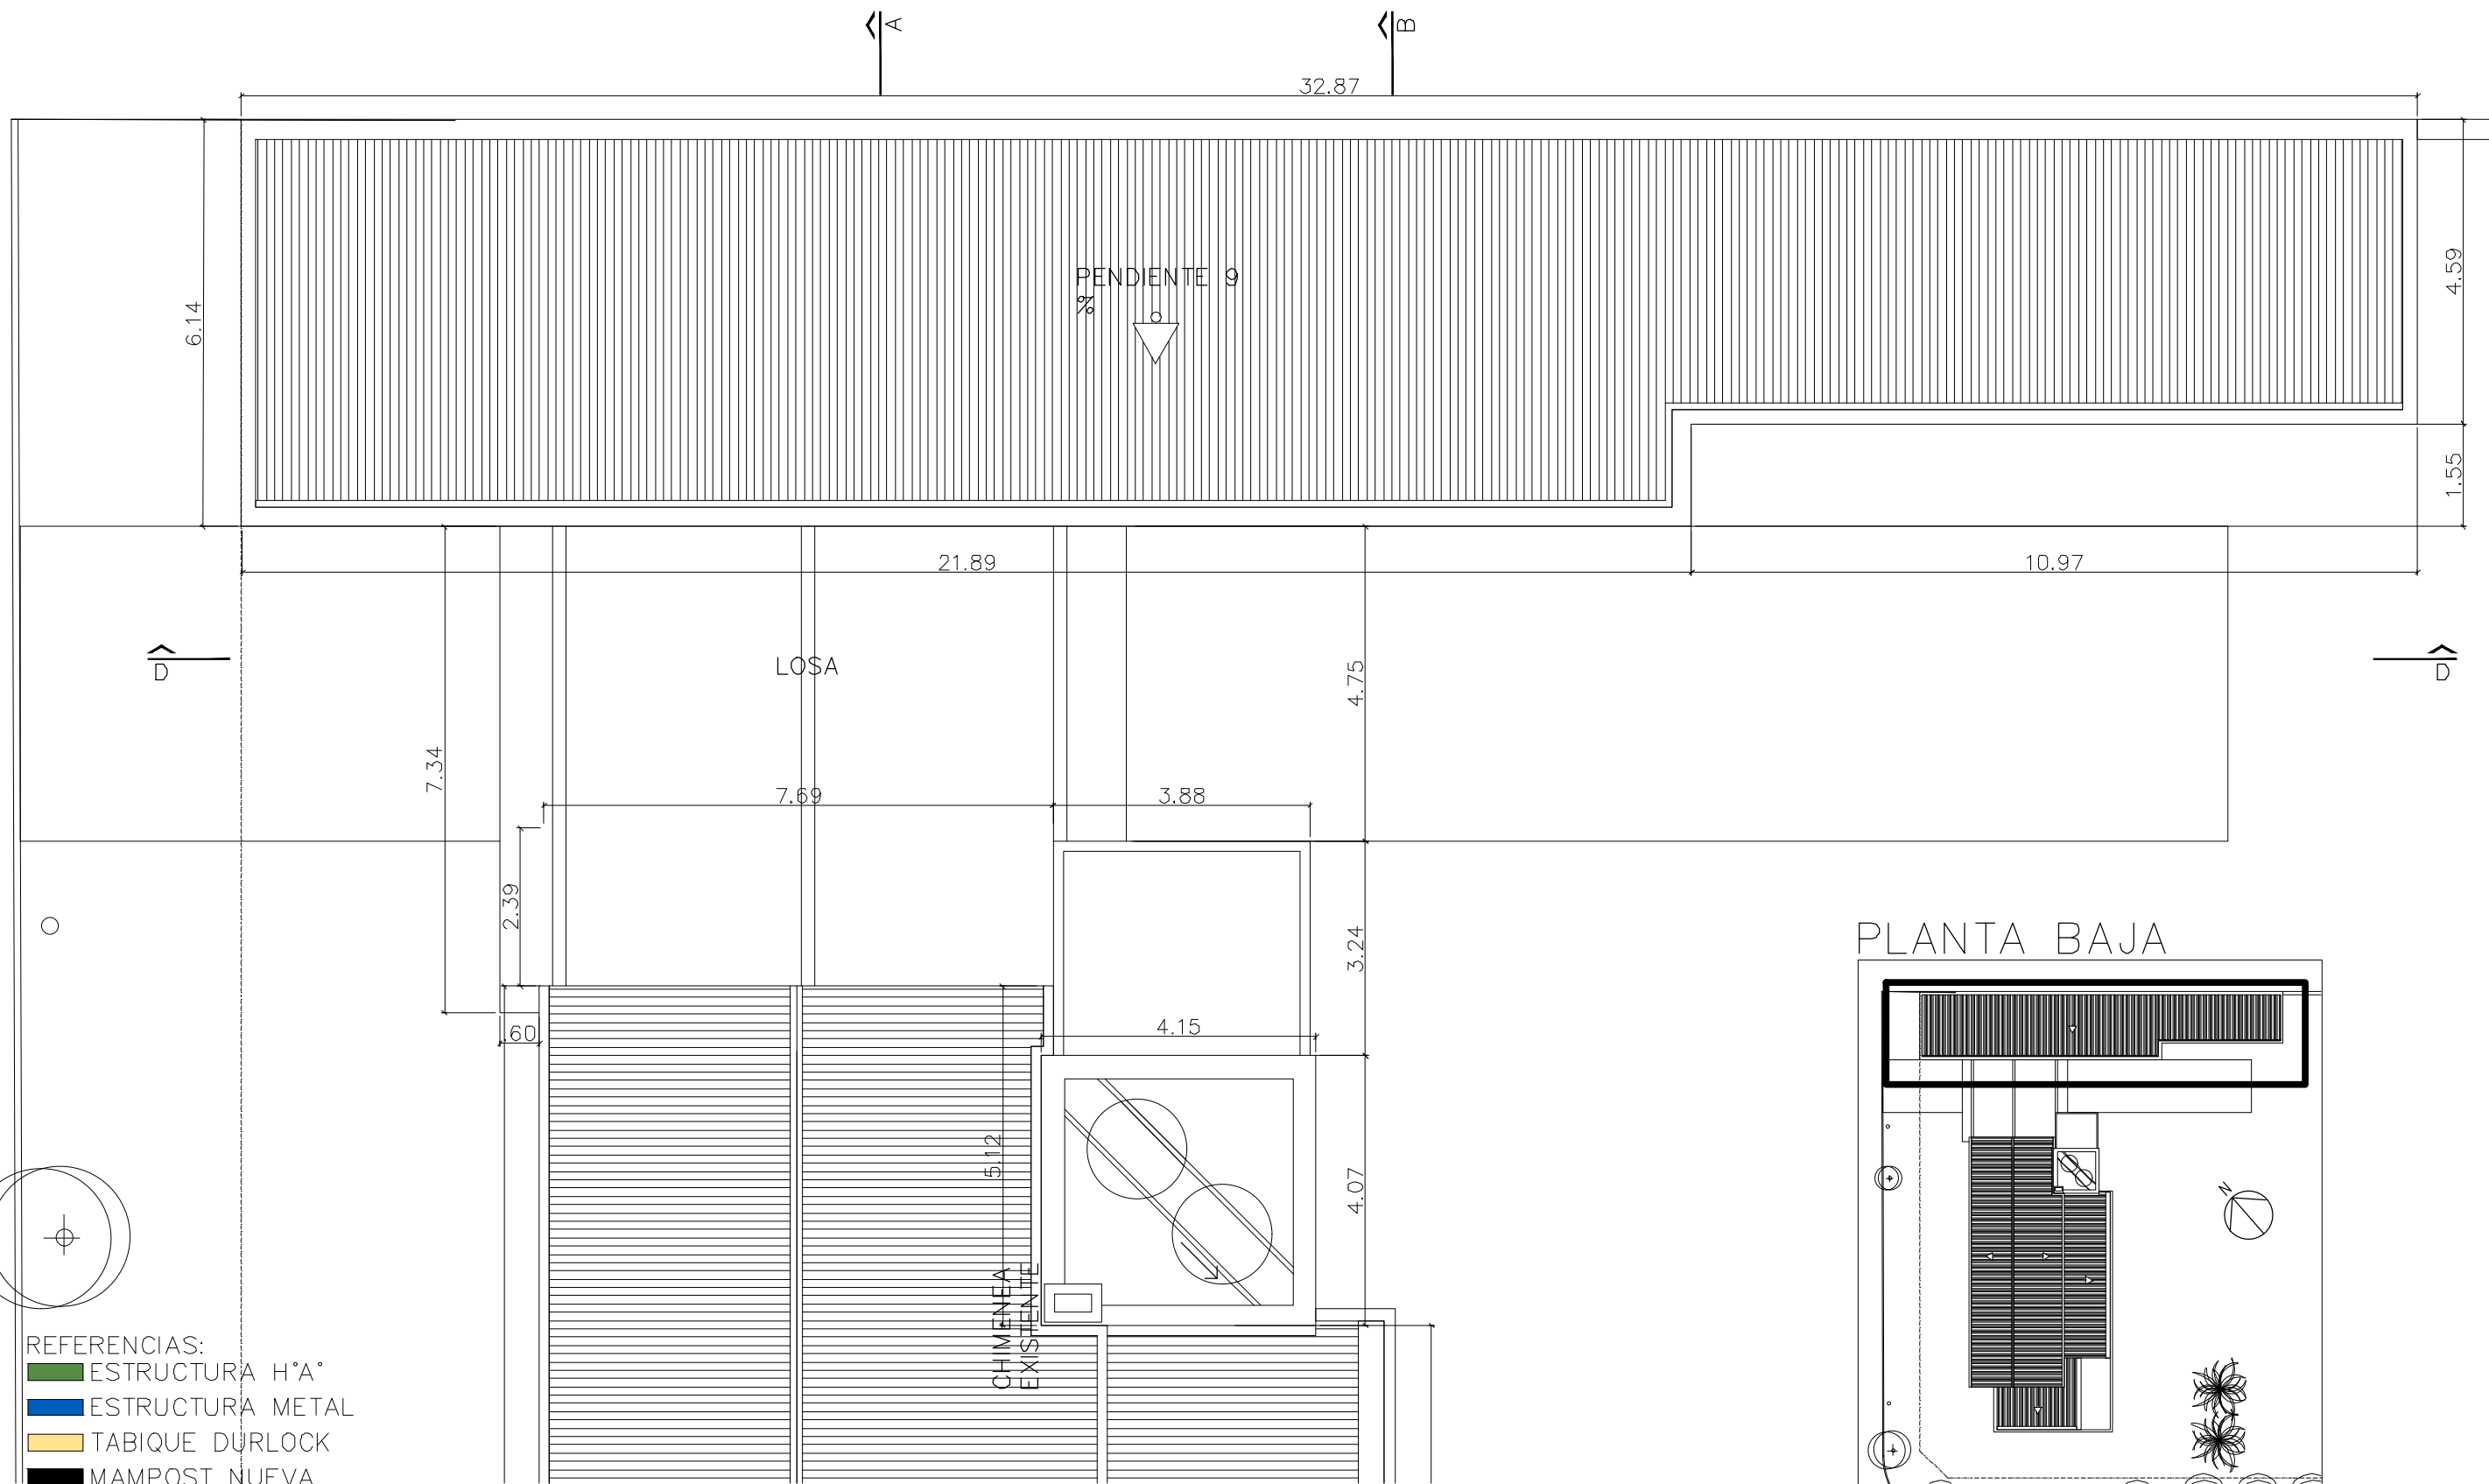 A
B
32.87
PENDIENTE 9
%
6.14
4.59
1.55
21.89
10.97
D
LOSA
D
4.75
7.34
7.69
3.88
2.39
3.24
PLANTA BAJA
.60
4.15
5.12
4.07
N
CHIMENEA
EXISTENTE
REFERENCIAS:
ESTRUCTURA H°A°
ESTRUCTURA METAL
TABIQUE DURLOCK
MAMPOST NUEVA